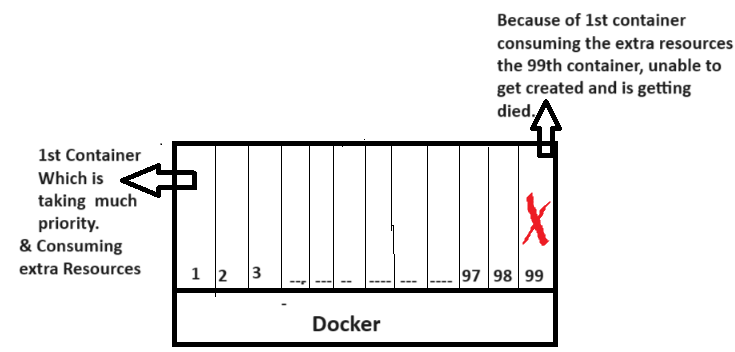 Because of 1st container
consuming the extra resources
the 99th container, unable to
get created and is getting
died.
1st Container
Which is
taking much
priority.
& Consuming
extra Resources
1 2 3 --, --- -- ---- --- ---- 97 98 99
Docker